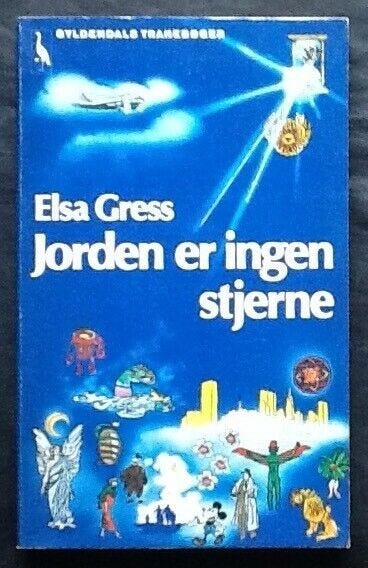 GYLDENDALS TRANEBØGER
Elsa Gress
Jorden er ingen
stjerne